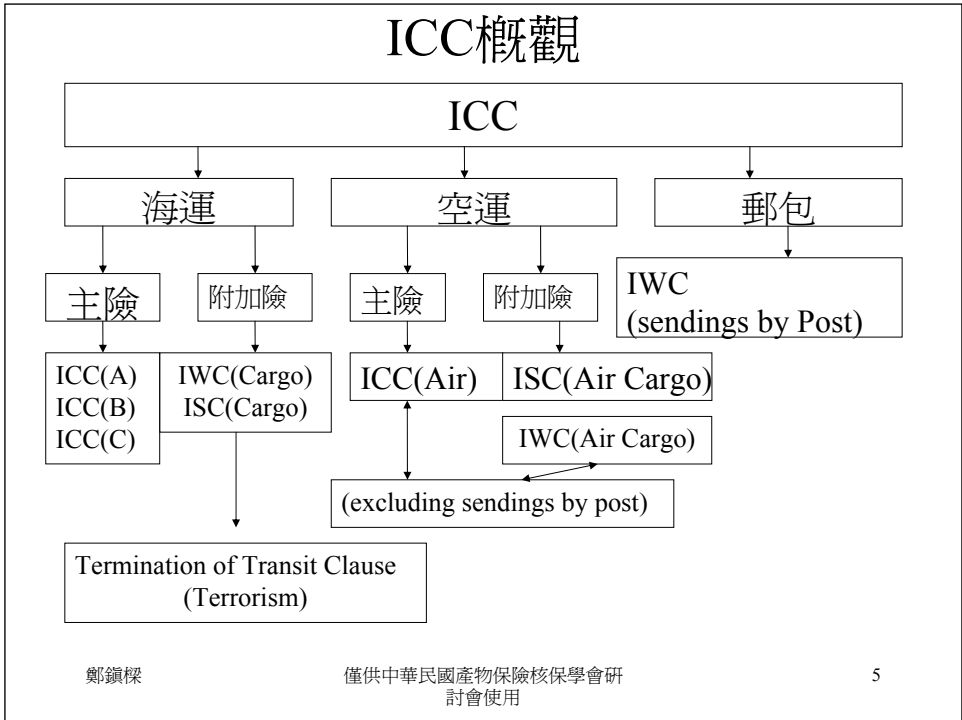 ICC概觀
ICC
海運
空運
郵包
主險
附加險
主險
附加險
IWC
(sendings by Post)
ICC(A)
ICC(B)
ICC(C)
IWC(Cargo)
ISC(Cargo)
ICC(Air)
ISC(Air Cargo)
IWC(Air Cargo)
(excluding sendings by post)
Termination of Transit Clause
(Terrorism)
鄭鎭樑
僅供中華民國產物保險核保學會研
討會使用
5